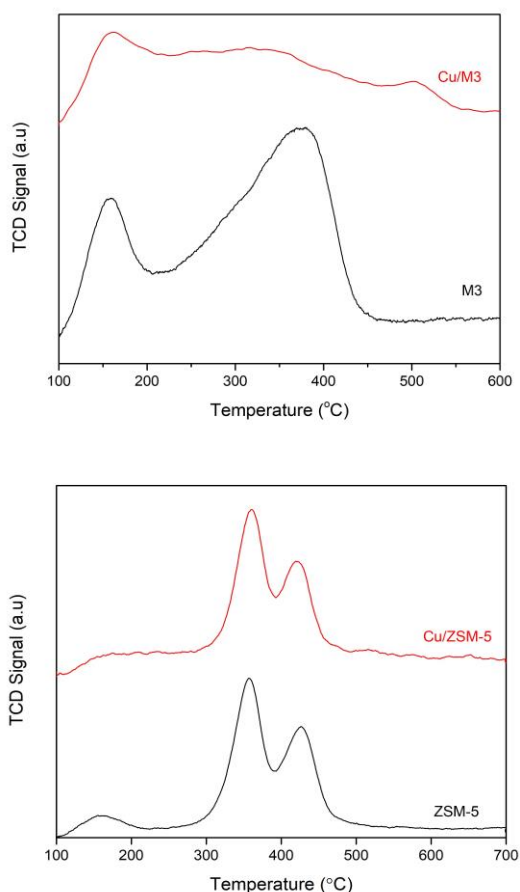 Cu/M3
TCD Signal (a.u)
M3
100 200 300 400 500 600
Temperature (°C)
Cu/ZSM-5
TCD Signal (a.u)
ZSM-5
100 200 300 400 500 600 700
Temperature (°C)